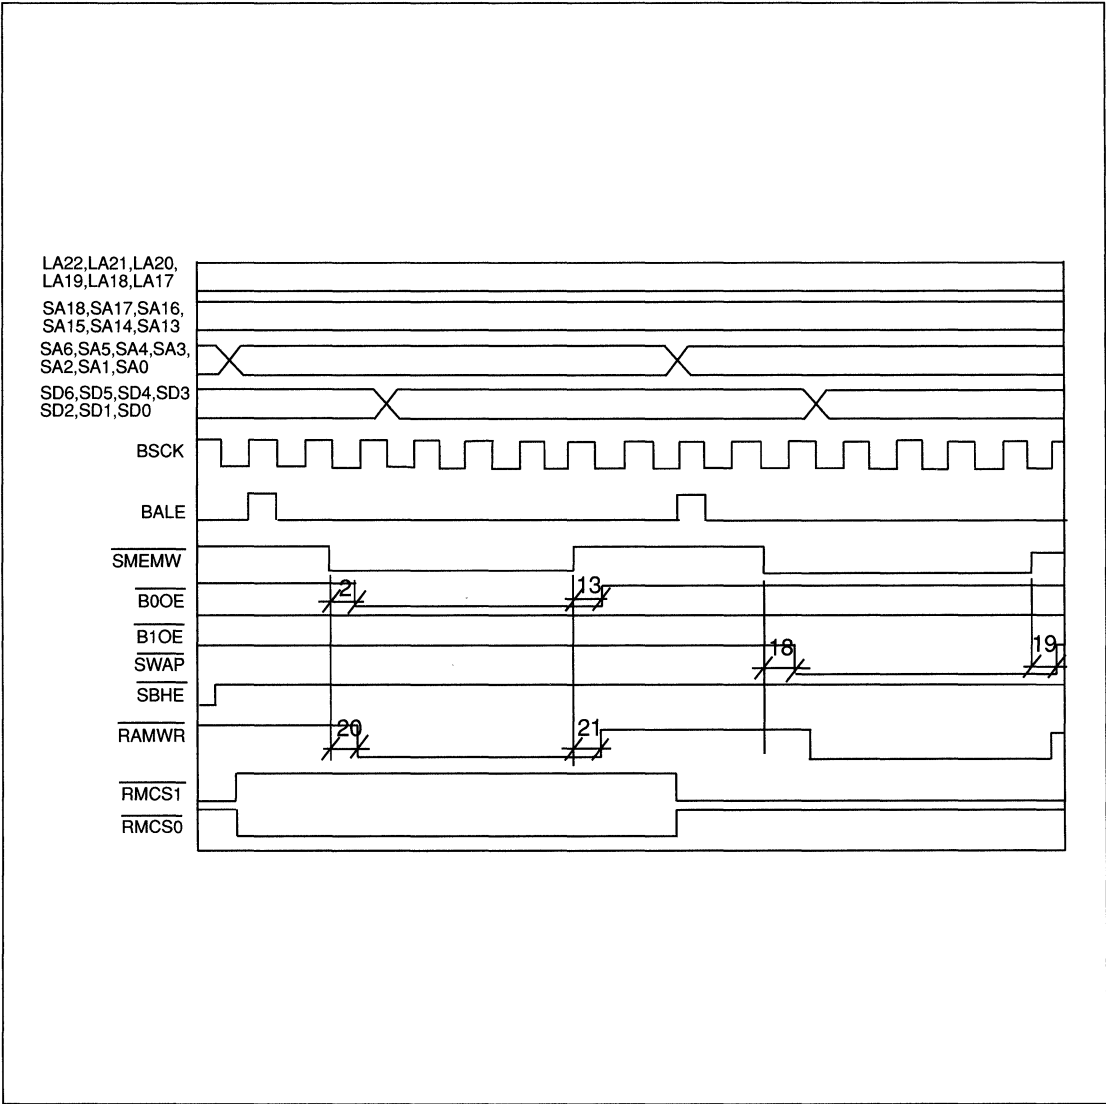 LA22,LA21,LA20,
LA19,LA18,LA17
SA18,SA17,SA16,
SA15,SA14,SA13
SA6,SA5,SA4,SA3,
SA2,SA1,SA0
SD6,SD5,SD4,SD3
SD2,SD1,SD0
BSCK
BALE
SMEMW
B0OE
2
13
B1OE
SWAP
18
19
SBHE
RAMWR
20
21
RMCS1
RMCS0